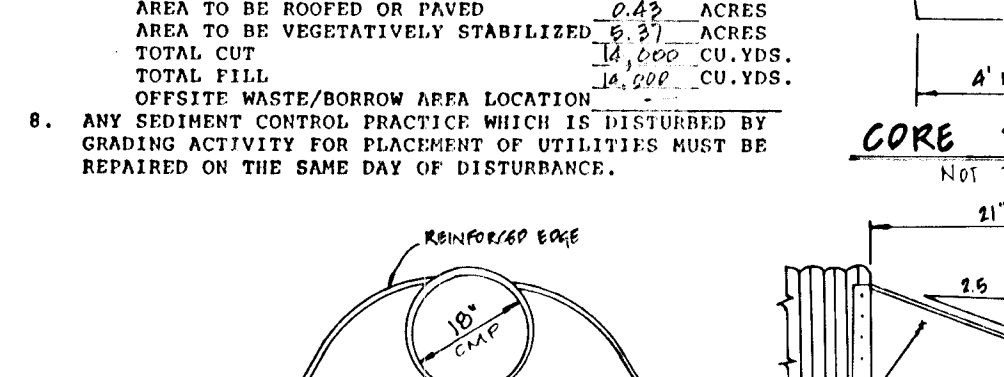 AREA TO BE ROOFED OR PAVED 0.43 ACRES
AREA TO BE VEGETATIVELY STABILIZED 5.37 ACRES
TOTAL CUT 14,000 CU.YDS.
TOTAL FILL 14,000 CU.YDS.
OFFSITE WASTE/BORROW AREA LOCATION -
8. ANY SEDIMENT CONTROL PRACTICE WHICH IS DISTURBED BY
GRADING ACTIVITY FOR PLACEMENT OF UTILITIES MUST BE
REPAIRED ON THE SAME DAY OF DISTURBANCE.
4'
CORE
NOT
REINFORCED EDGE
18"
CMP
21"
2.5